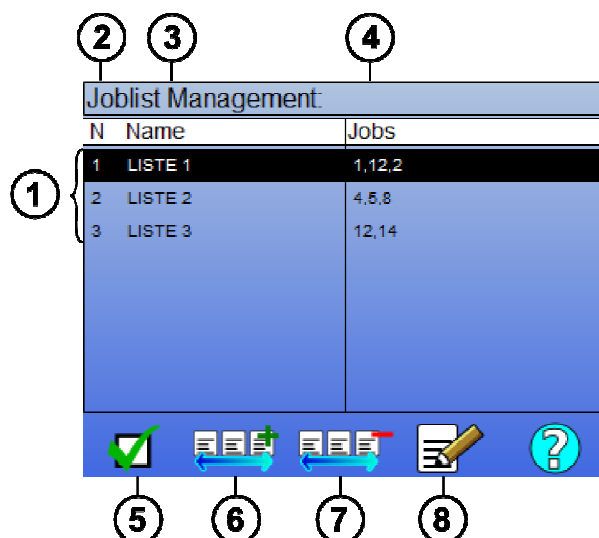 2 3 4
Joblist Management:
N Name Jobs
1 LISTE 1 1,12,2
1
2 LISTE 2 4,5,8
3 LISTE 3 12,14
?
5 6 7 8